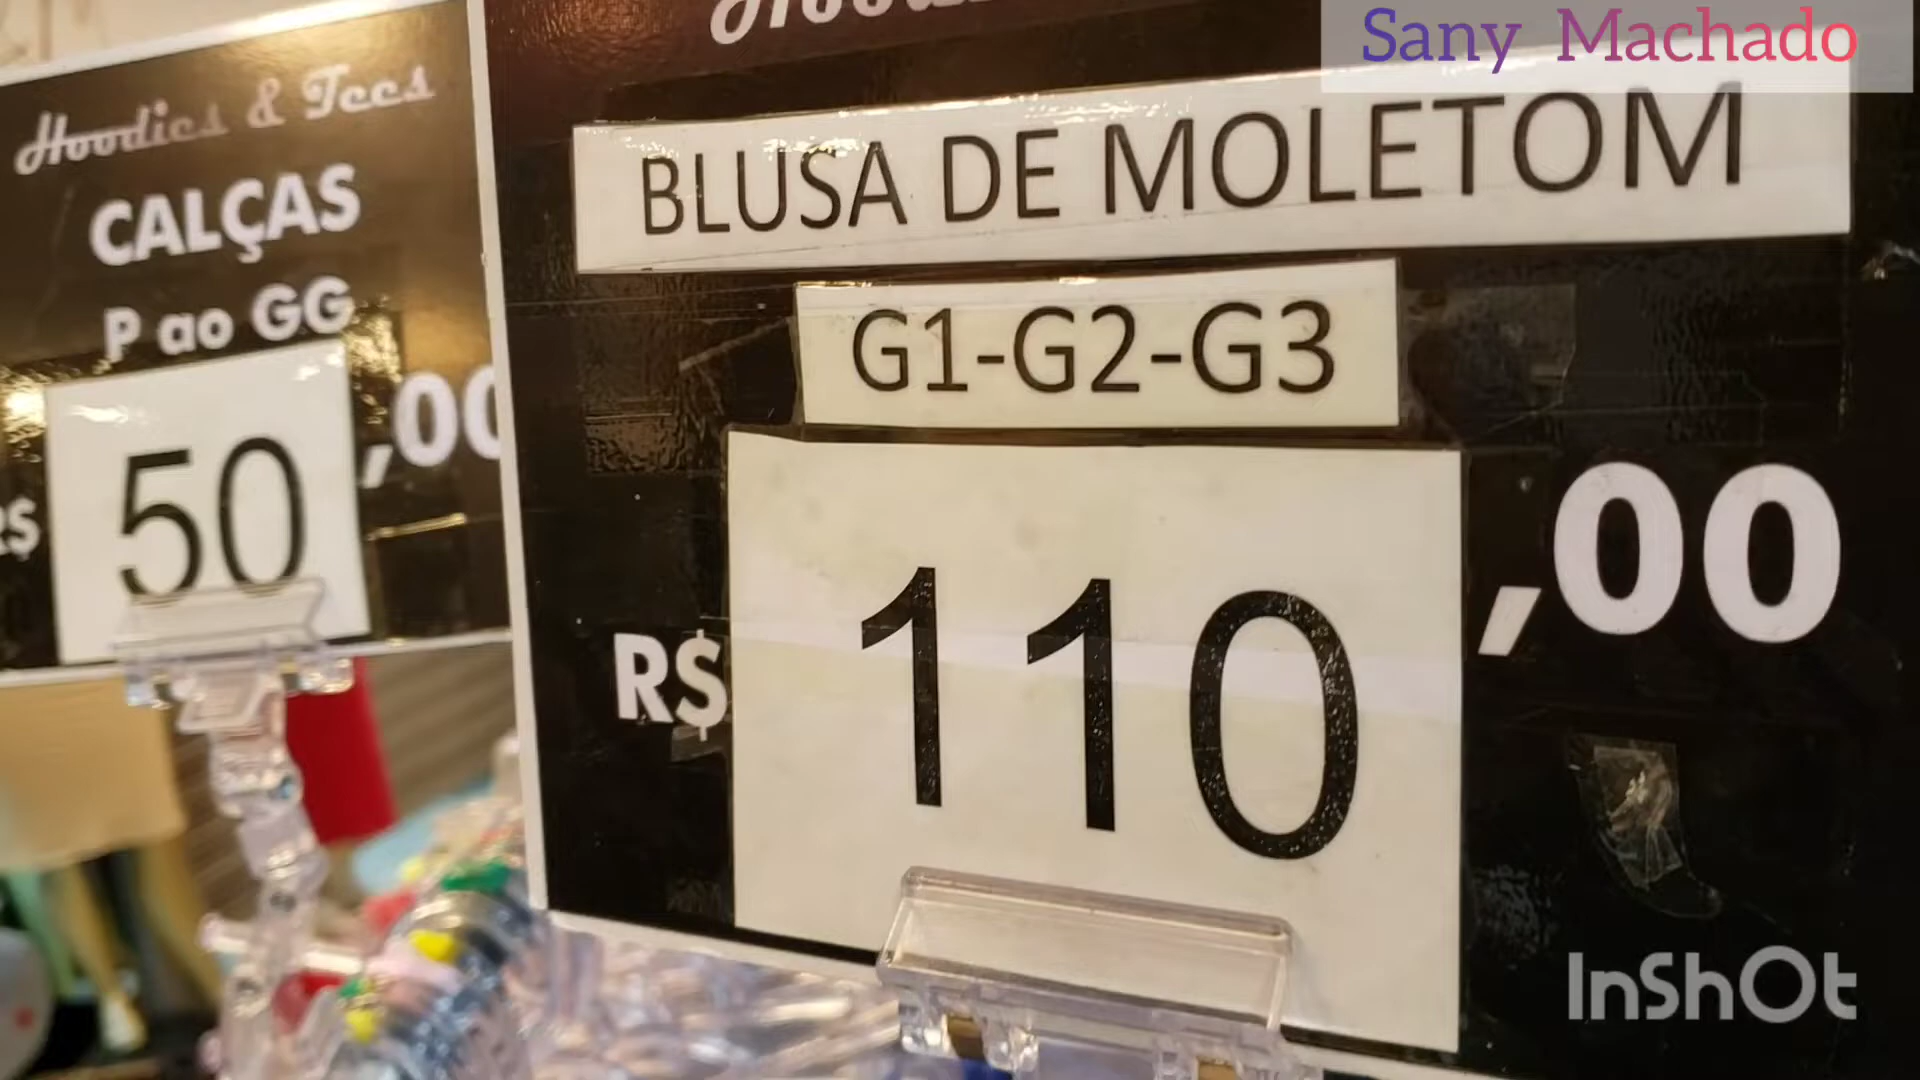 Sany Machado
Hoodies & Tees
CALÇAS
P ao GG
R$ 50,00
BLUSA DE MOLETOM
G1-G2-G3
R$ 110,00
InShOt